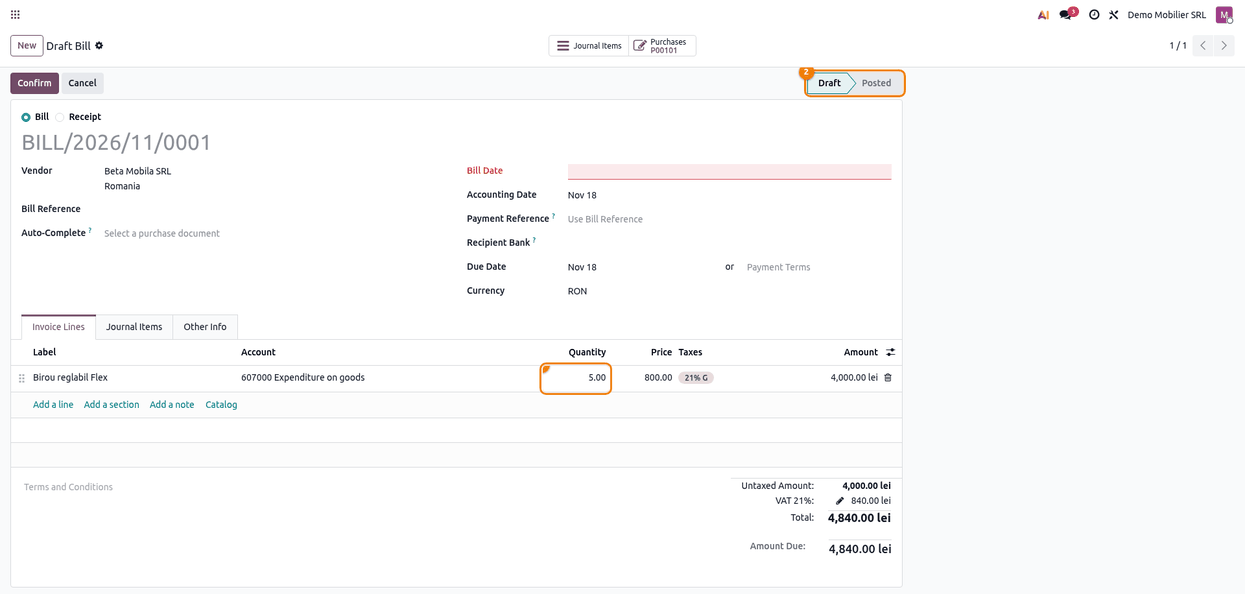 AI 3 Demo Mobilier SRL M
New Draft Bill Journal Items Purchases P00101 1 / 1
Confirm Cancel 2 Draft Posted
Bill Receipt
BILL/2026/11/0001
Vendor Beta Mobila SRL Bill Date
Romania
Accounting Date Nov 18
Bill Reference Payment Reference ? Use Bill Reference
Auto-Complete ? Select a purchase document
Recipient Bank ?
Due Date Nov 18 or Payment Terms
Currency RON
Invoice Lines Journal Items Other Info
Label Account Quantity Price Taxes Amount
Birou reglabil Flex 607000 Expenditure on goods 5.00 800.00 21% G 4,000.00 lei
Add a line Add a section Add a note Catalog
Terms and Conditions Untaxed Amount: 4,000.00 lei
VAT 21%: 840.00 lei
Total: 4,840.00 lei
Amount Due: 4,840.00 lei